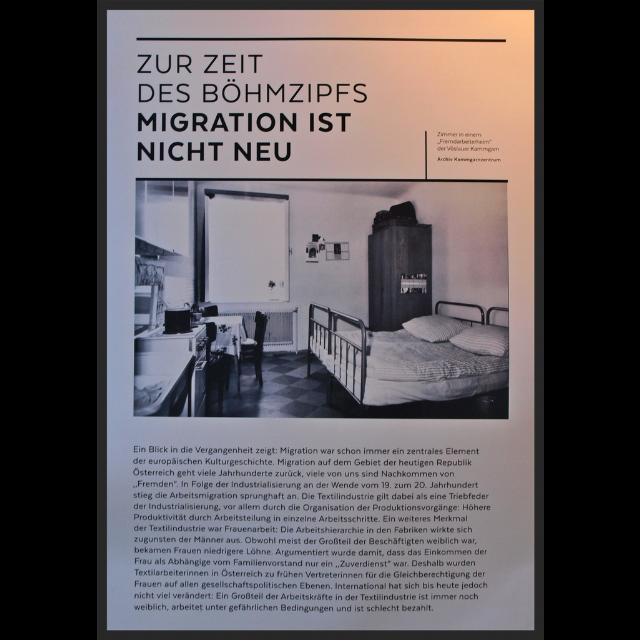 ZUR ZEIT
DES BÖHMZIPFS
MIGRATION IST
NICHT NEU
Zimmer in einem
„Fremdarbeiterheim“
der Vöslauer Kammgarn
Archiv Kammgarnzentrum
Ein Blick in die Vergangenheit zeigt: Migration war schon immer ein zentrales Element
der europäischen Kulturgeschichte. Migration auf dem Gebiet der heutigen Republik
Österreich geht viele Jahrhunderte zurück, viele von uns sind Nachkommen von
„Fremden“. In Folge der Industrialisierung an der Wende vom 19. zum 20. Jahrhundert
stieg die Arbeitsmigration sprunghaft an. Die Textilindustrie gilt dabei als eine Triebfeder
der Industrialisierung, vor allem durch die Organisation der Produktionsvorgänge: Höhere
Produktivität durch Arbeitsteilung in einzelne Arbeitsschritte. Ein weiteres Merkmal
der Textilindustrie war Frauenarbeit: Die Arbeitshierarchie in den Fabriken wirkte sich
zugunsten der Männer aus. Obwohl meist der Großteil der Beschäftigten weiblich war,
bekamen Frauen niedrigere Löhne. Argumentiert wurde damit, dass das Einkommen der
Frau als Abhängige vom Familienvorstand nur ein „Zuverdienst“ war. Deshalb wurden
Textilarbeiterinnen in Österreich zu frühen Vertreterinnen für die Gleichberechtigung der
Frauen auf allen gesellschaftspolitischen Ebenen. International hat sich bis heute jedoch
nicht viel verändert: Ein Großteil der Arbeitskräfte in der Textilindustrie ist immer noch
weiblich, arbeitet unter gefährlichen Bedingungen und ist schlecht bezahlt.